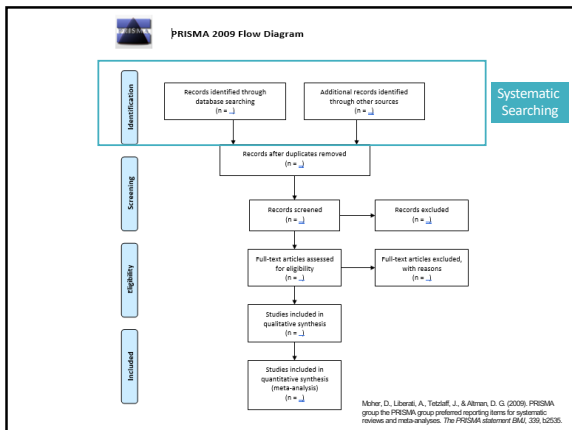 PRISMA
PRISMA 2009 Flow Diagram
Identification
Records identified through
database searching
(n = _)
Additional records identified
through other sources
(n = _)
Systematic
Searching
Records after duplicates removed
(n = _)
Screening
Records screened
(n = _)
Records excluded
(n = _)
Eligibility
Full-text articles assessed
for eligibility
(n = _)
Full-text articles excluded,
with reasons
(n = _)
Studies included in
qualitative synthesis
(n = _)
Included
Studies included in
quantitative synthesis
(meta-analysis)
(n = _)
Moher, D., Liberati, A., Tetzlaff, J., & Altman, D. G. (2009). PRISMA
group the PRISMA group preferred reporting items for systematic
reviews and meta-analyses. The PRISMA statement BMJ, 339, b2535.